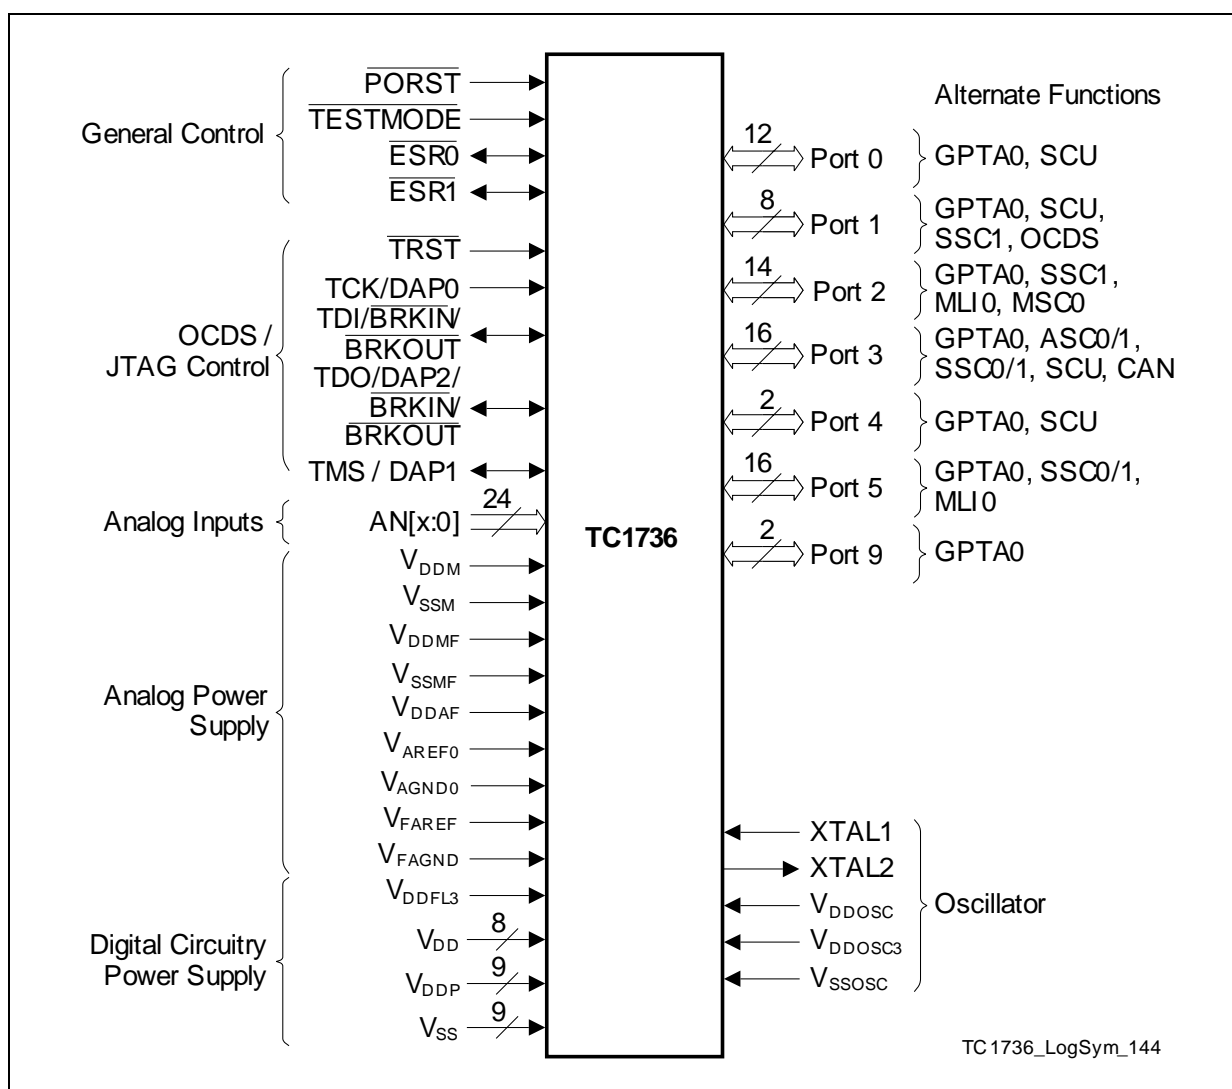 General Control
PORST
TESTMODE
ESR0
ESR1
OCDS /
JTAG Control
TRST
TCK/DAP0
TDI/BRKIN/
BRKOUT
TDO/DAP2/
BRKIN/
BRKOUT
TMS / DAP1
Analog Inputs
AN[x:0]
24
Analog Power
Supply
VDDM
VSSM
VDDMF
VSSMF
VDDAF
VAREF0
VAGND0
VFAREF
VFAGND
Digital Circuitry
Power Supply
VDDFL3
VDD
8
VDDP
9
VSS
9
TC1736
Alternate Functions
12
Port 0
GPTA0, SCU
8
Port 1
GPTA0, SCU,
SSC1, OCDS
14
Port 2
GPTA0, SSC1,
MLI0, MSC0
16
Port 3
GPTA0, ASC0/1,
SSC0/1, SCU, CAN
2
Port 4
GPTA0, SCU
16
Port 5
GPTA0, SSC0/1,
MLI0
2
Port 9
GPTA0
XTAL1
XTAL2
VDDOSC
VDDOSC3
VSSOSC
Oscillator
TC1736_LogSym_144